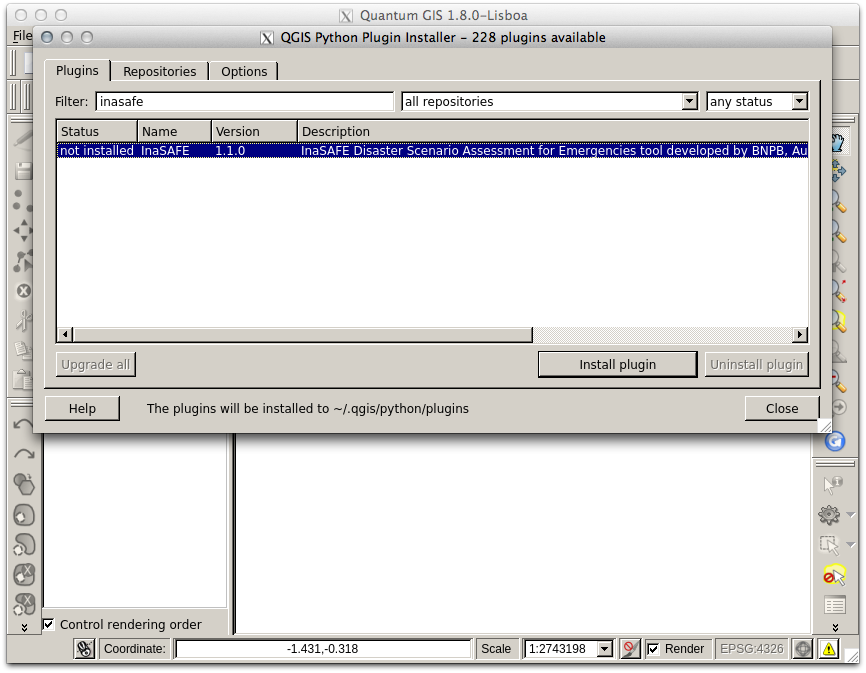 Quantum GIS 1.8.0-Lisboa
File
QGIS Python Plugin Installer - 228 plugins available
Plugins Repositories Options
Filter: inasafe all repositories any status
Status Name Version Description
not installed InaSAFE 1.1.0 InaSAFE Disaster Scenario Assessment for Emergencies tool developed by BNPB, Au
Upgrade all Install plugin Uninstall plugin
Help The plugins will be installed to ~/.qgis/python/plugins Close
Control rendering order
Coordinate: -1.431,-0.318 Scale 1:2743198 Render EPSG:4326